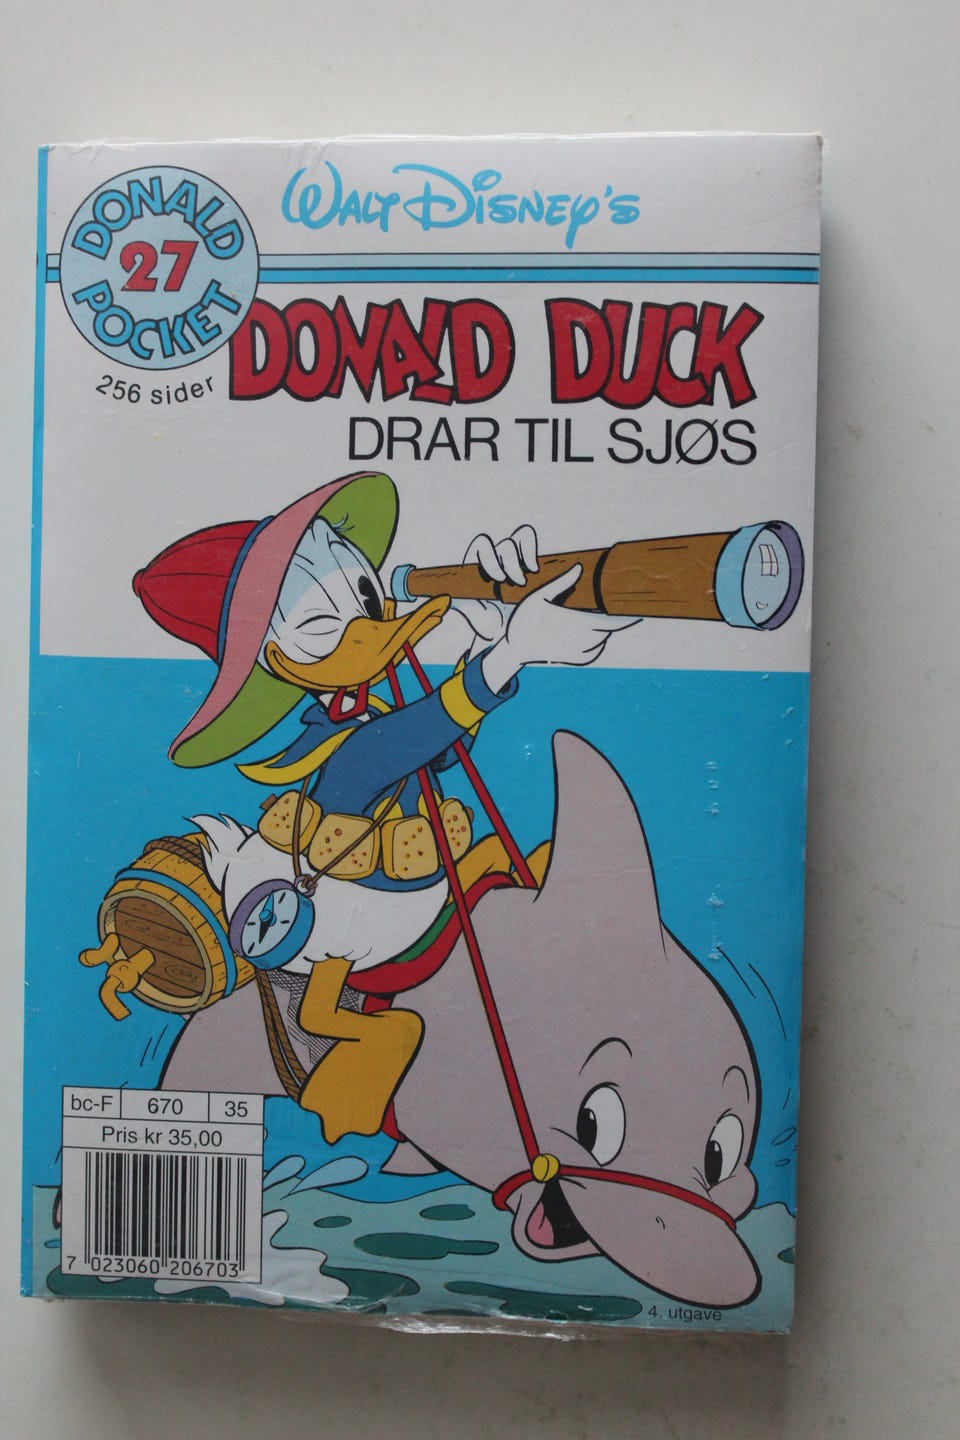 WALT DISNEY'S
DONALD
27
POCKET
256 sider
DONALD DUCK
DRAR TIL SJØS
bc-F 670 35
Pris kr 35,00
7 023060 206703
4. utgave